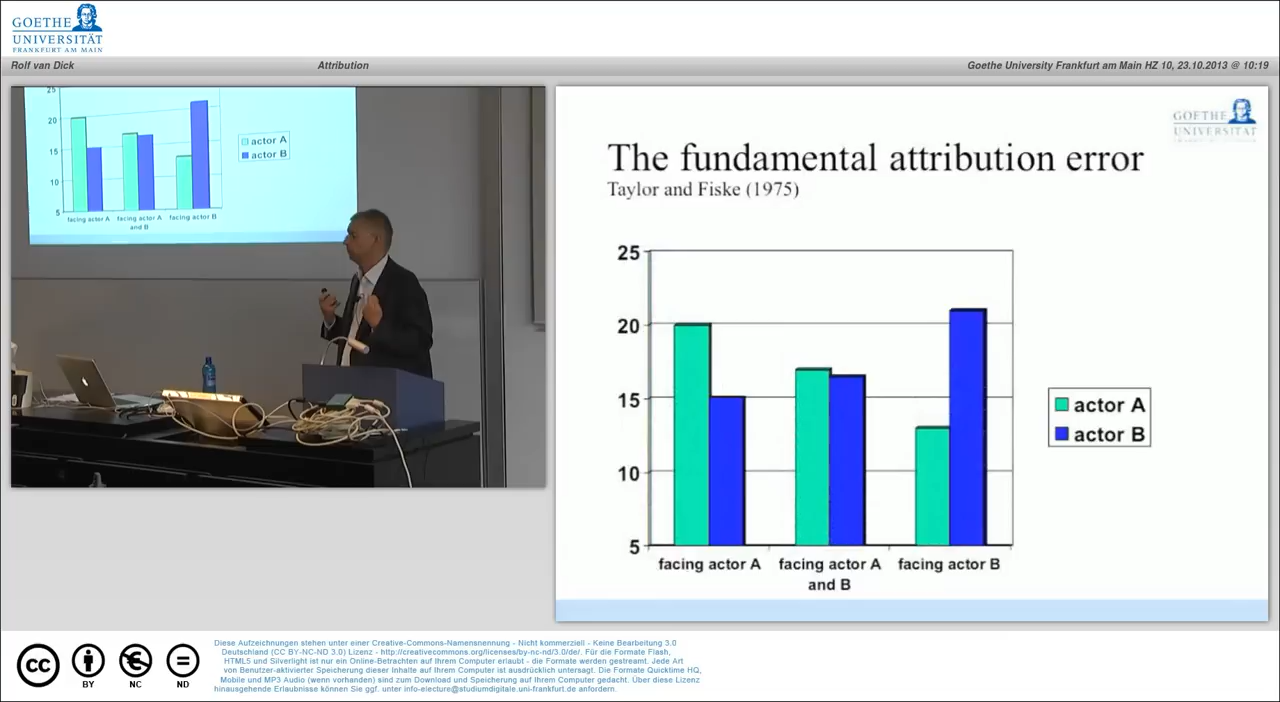 GOETHE
UNIVERSITÄT
FRANKFURT AM MAIN
Rolf van Dick
Attribution
Goethe University Frankfurt am Main HZ 10, 23.10.2013 @ 10:19
25
20
15
10
5
facing actor A
facing actor A
and B
facing actor B
actor A
actor B
GOETHE
UNIVERSITÄT
The fundamental attribution error
Taylor and Fiske (1975)
25
20
15
10
5
facing actor A
facing actor A
and B
facing actor B
actor A
actor B
cc
BY
NC
ND
Diese Aufzeichnungen stehen unter einer Creative-Commons-Namensnennung - Nicht kommerziell - Keine Bearbeitung 3.0
Deutschland (CC BY-NC-ND 3.0) Lizenz - http://creativecommons.org/licenses/by-nc-nd/3.0/de/. Für die Formate Flash,
HTML5 und Silverlight ist nur ein Online-Betrachten auf Ihrem Computer erlaubt - die Formate werden gestreamt. Jede Art
von Benutzer-aktivierter Speicherung dieser Inhalte auf Ihrem Computer ist ausdrücklich untersagt. Die Formate Quicktime HQ,
Mobile und MP3 Audio (wenn vorhanden) sind zum Download und Speicherung auf Ihrem Computer gedacht. Über diese Lizenz
hinausgehende Erlaubnisse können Sie ggf. unter info-electure@studiumdigitale.uni-frankfurt.de anfordern.